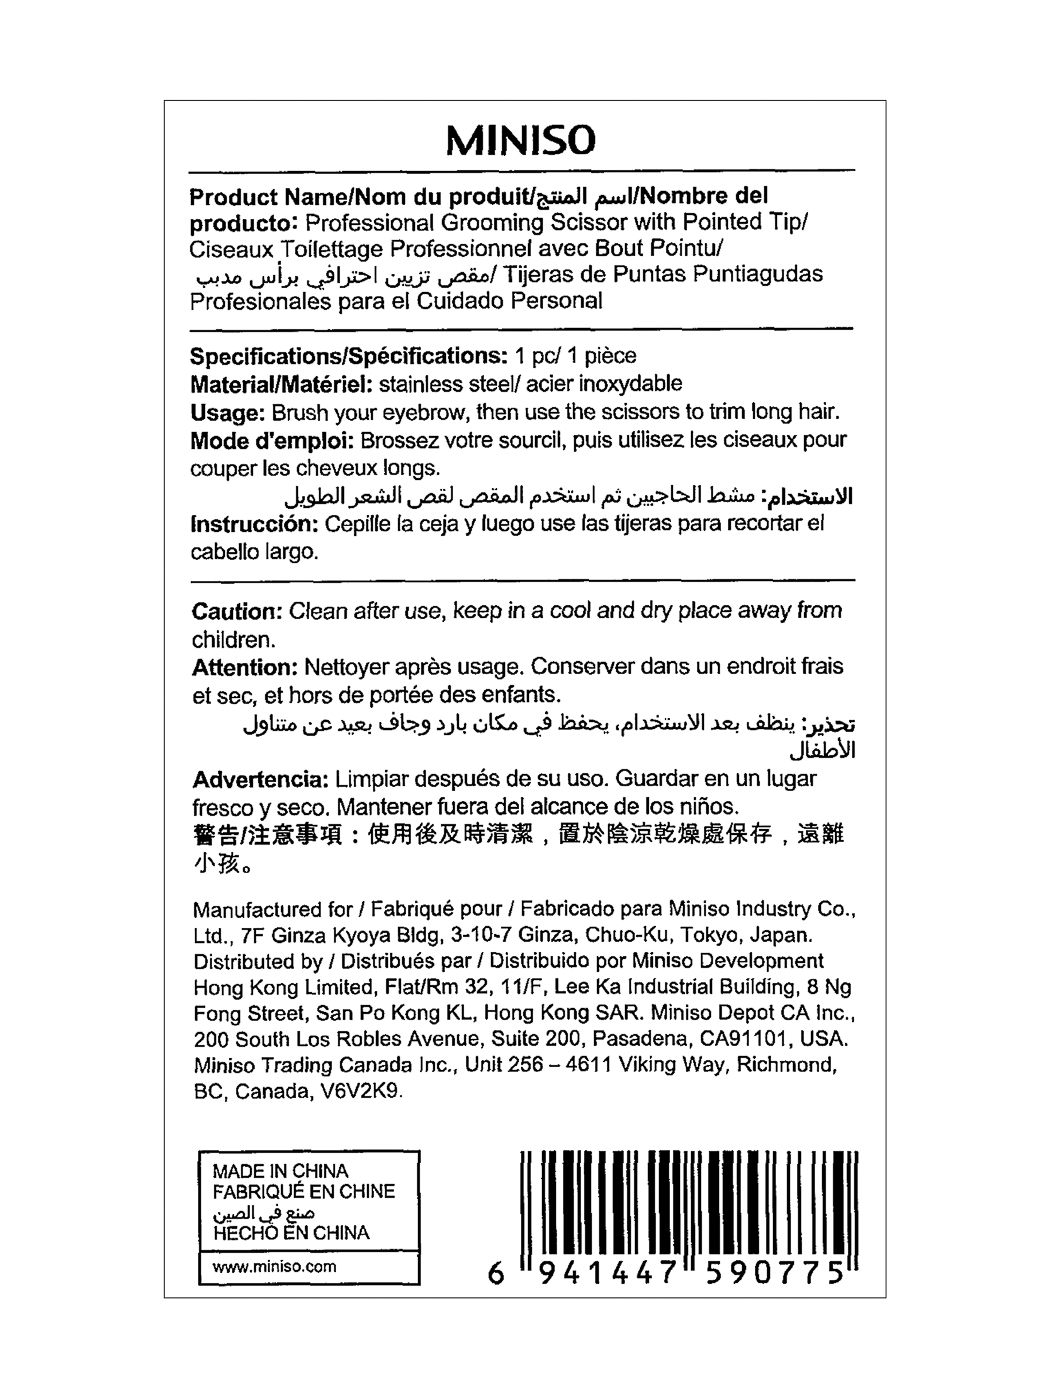 MINISO
Product Name/Nom du produit/اسم المنتج/Nombre del
producto: Professional Grooming Scissor with Pointed Tip/
Ciseaux Toilettage Professionnel avec Bout Pointu/
مقص تزيين احترافي برأس مدبب/ Tijeras de Puntas Puntiagudas
Profesionales para el Cuidado Personal
Specifications/Spécifications: 1 pc/ 1 pièce
Material/Matériel: stainless steel/ acier inoxydable
Usage: Brush your eyebrow, then use the scissors to trim long hair.
Mode d'emploi: Brossez votre sourcil, puis utilisez les ciseaux pour
couper les cheveux longs.
الاستخدام: مشط الحاجبين ثم استخدم المقص لقص الشعر الطويل
Instrucción: Cepille la ceja y luego use las tijeras para recortar el
cabello largo.
Caution: Clean after use, keep in a cool and dry place away from
children.
Attention: Nettoyer après usage. Conserver dans un endroit frais
et sec, et hors de portée des enfants.
تحذير: ينظف بعد الاستخدام، يحفظ في مكان بارد وجاف بعيد عن متناول
الأطفال
Advertencia: Limpiar después de su uso. Guardar en un lugar
fresco y seco. Mantener fuera del alcance de los niños.
警告/注意事項：使用後及時清潔，置於陰涼乾燥處保存，遠離
小孩。
Manufactured for / Fabriqué pour / Fabricado para Miniso Industry Co.,
Ltd., 7F Ginza Kyoya Bldg, 3-10-7 Ginza, Chuo-Ku, Tokyo, Japan.
Distributed by / Distribués par / Distribuido por Miniso Development
Hong Kong Limited, Flat/Rm 32, 11/F, Lee Ka Industrial Building, 8 Ng
Fong Street, San Po Kong KL, Hong Kong SAR. Miniso Depot CA Inc.,
200 South Los Robles Avenue, Suite 200, Pasadena, CA91101, USA.
Miniso Trading Canada Inc., Unit 256 – 4611 Viking Way, Richmond,
BC, Canada, V6V2K9.
MADE IN CHINA
FABRIQUÉ EN CHINE
صنع في الصين
HECHO EN CHINA
www.miniso.com
6 941447 590775